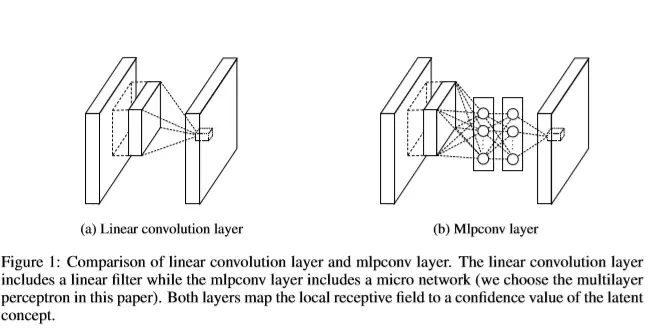 (a) Linear convolution layer
(b) Mlpconv layer
Figure 1: Comparison of linear convolution layer and mlpconv layer. The linear convolution layer
includes a linear filter while the mlpconv layer includes a micro network (we choose the multilayer
perceptron in this paper). Both layers map the local receptive field to a confidence value of the latent
concept.